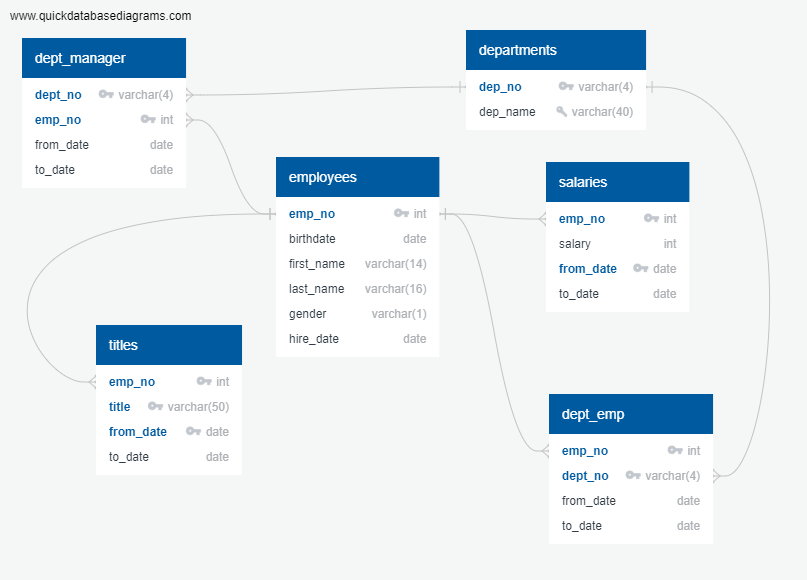 www.quickdatabasediagrams.com
dept_manager
dept_no varchar(4)
emp_no int
from_date date
to_date date
departments
dep_no varchar(4)
dep_name varchar(40)
employees
emp_no int
birthdate date
first_name varchar(14)
last_name varchar(16)
gender varchar(1)
hire_date date
salaries
emp_no int
salary int
from_date date
to_date date
titles
emp_no int
title varchar(50)
from_date date
to_date date
dept_emp
emp_no int
dept_no varchar(4)
from_date date
to_date date